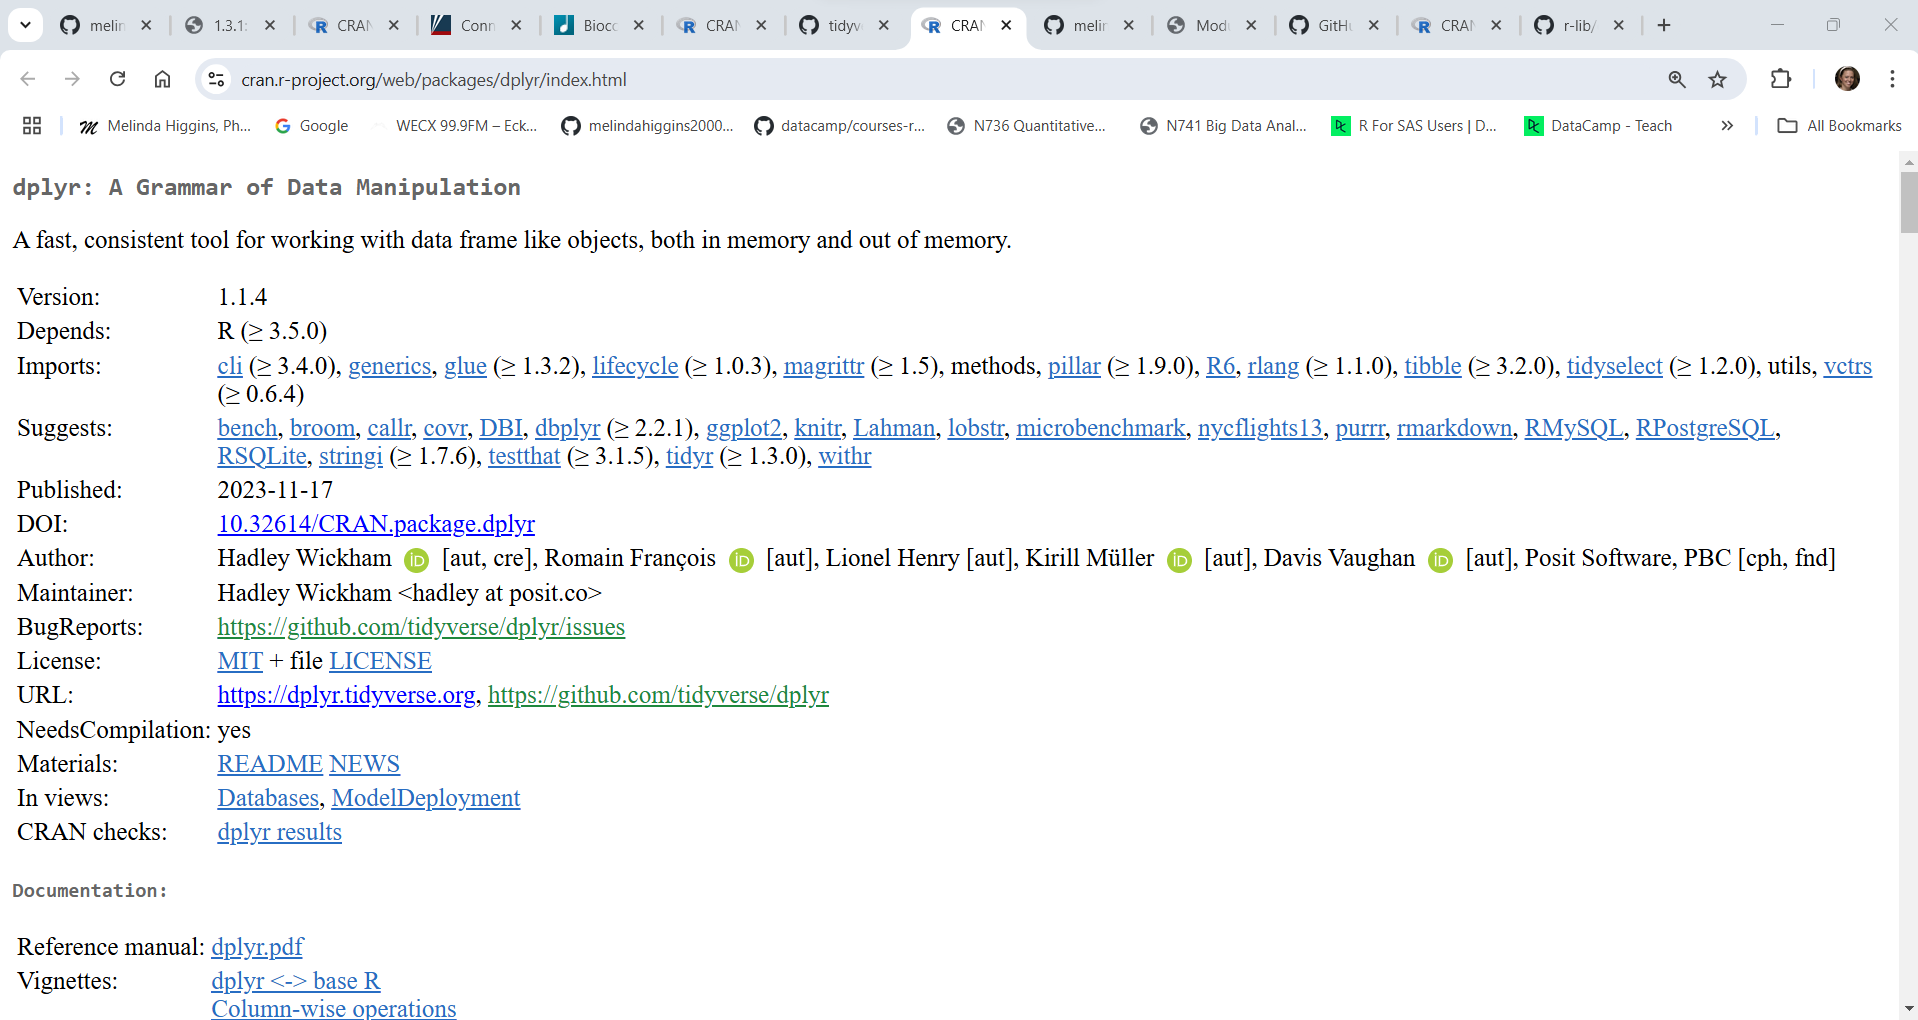 melin
1.3.1:
CRAN
Conn
Bioco
CRAN
tidyv
CRAN
melin
Modu
GitHu
CRAN
r-lib/
cran.r-project.org/web/packages/dplyr/index.html
Melinda Higgins, Ph...
Google
WECX 99.9FM – Eck...
melindahiggins2000...
datacamp/courses-r...
N736 Quantitative...
N741 Big Data Anal...
R For SAS Users | D...
DataCamp - Teach
All Bookmarks
dplyr: A Grammar of Data Manipulation
A fast, consistent tool for working with data frame like objects, both in memory and out of memory.
Version: 1.1.4
Depends: R (≥ 3.5.0)
Imports: cli (≥ 3.4.0), generics, glue (≥ 1.3.2), lifecycle (≥ 1.0.3), magrittr (≥ 1.5), methods, pillar (≥ 1.9.0), R6, rlang (≥ 1.1.0), tibble (≥ 3.2.0), tidyselect (≥ 1.2.0), utils, vctrs
(≥ 0.6.4)
Suggests: bench, broom, callr, covr, DBI, dbplyr (≥ 2.2.1), ggplot2, knitr, Lahman, lobstr, microbenchmark, nycflights13, purrr, rmarkdown, RMySQL, RPostgreSQL,
RSQLite, stringi (≥ 1.7.6), testthat (≥ 3.1.5), tidyr (≥ 1.3.0), withr
Published: 2023-11-17
DOI: 10.32614/CRAN.package.dplyr
Author: Hadley Wickham iD [aut, cre], Romain François iD [aut], Lionel Henry [aut], Kirill Müller iD [aut], Davis Vaughan iD [aut], Posit Software, PBC [cph, fnd]
Maintainer: Hadley Wickham <hadley at posit.co>
BugReports: https://github.com/tidyverse/dplyr/issues
License: MIT + file LICENSE
URL: https://dplyr.tidyverse.org, https://github.com/tidyverse/dplyr
NeedsCompilation: yes
Materials: README NEWS
In views: Databases, ModelDeployment
CRAN checks: dplyr results
Documentation:
Reference manual: dplyr.pdf
Vignettes: dplyr <-> base R
Column-wise operations